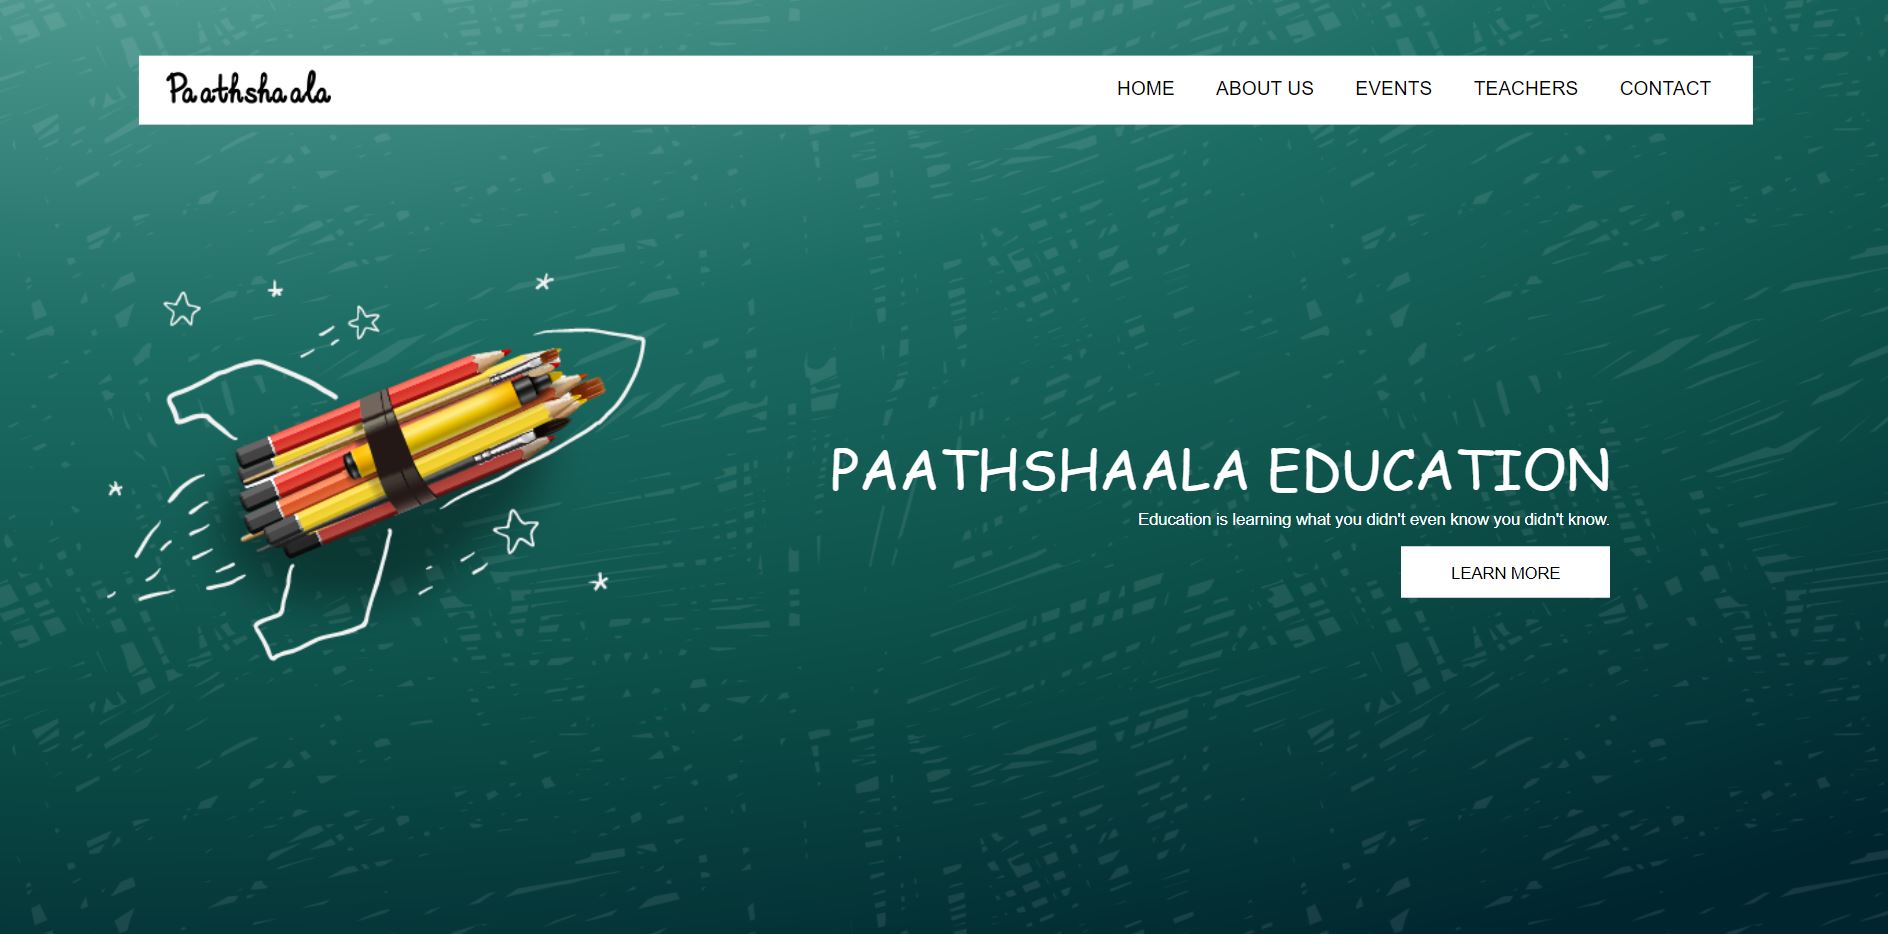 Paathshaala
HOME ABOUT US EVENTS TEACHERS CONTACT
PAATHSHAALA EDUCATION
Education is learning what you didn't even know you didn't know.
LEARN MORE